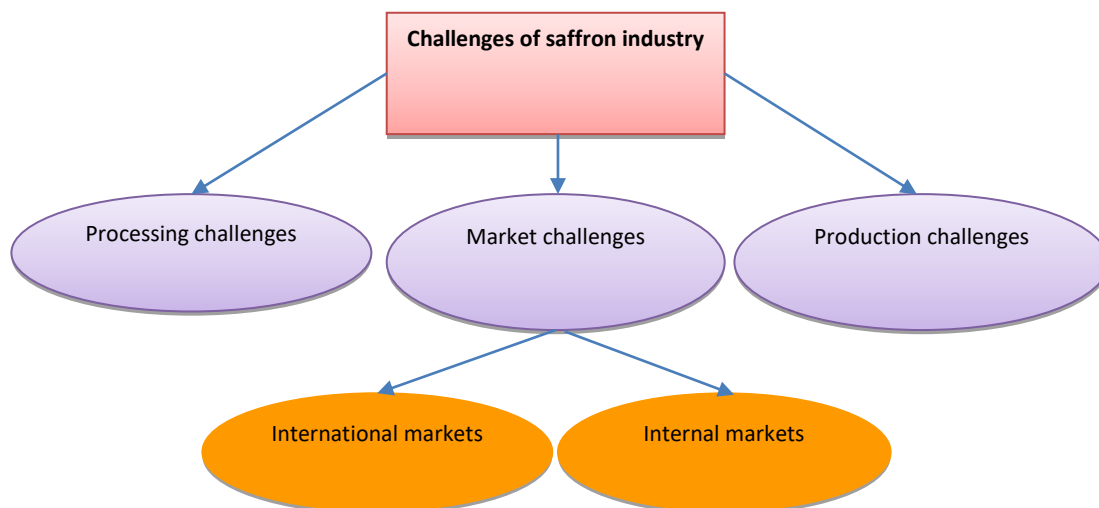 Challenges of saffron industry
Processing challenges
Market challenges
Production challenges
International markets
Internal markets